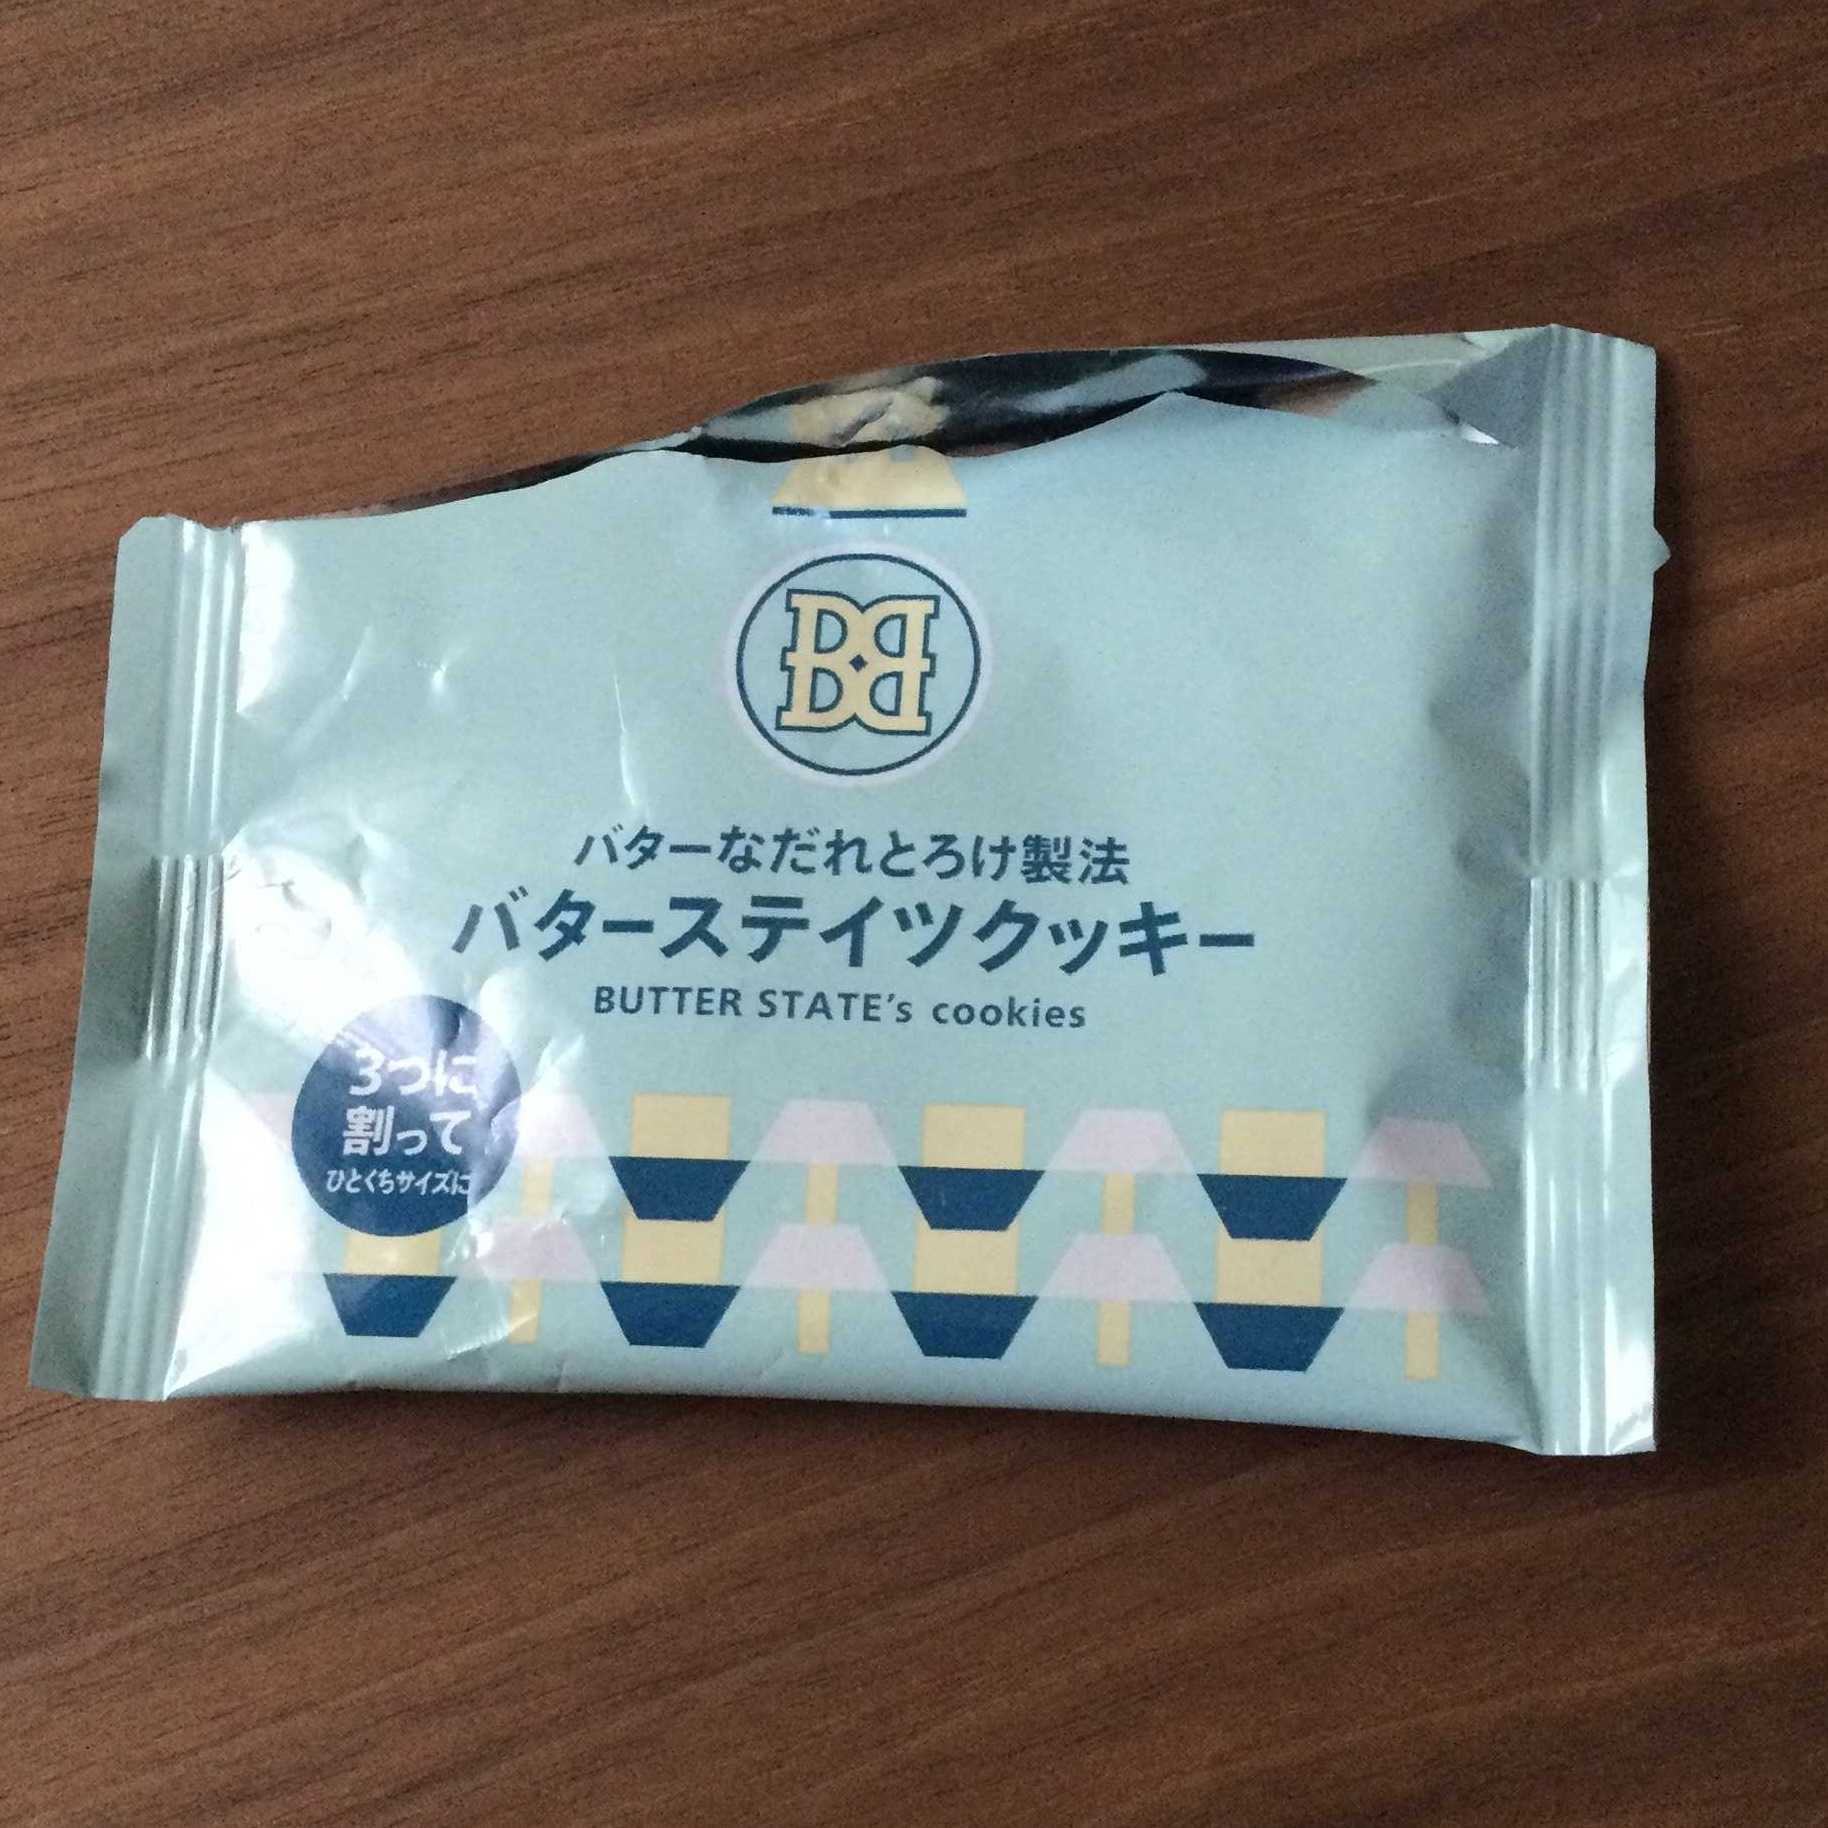 BB
バターなだれとろけ製法
バターステイツクッキー
BUTTER STATE's cookies
3つに
割って
ひとくちサイズに